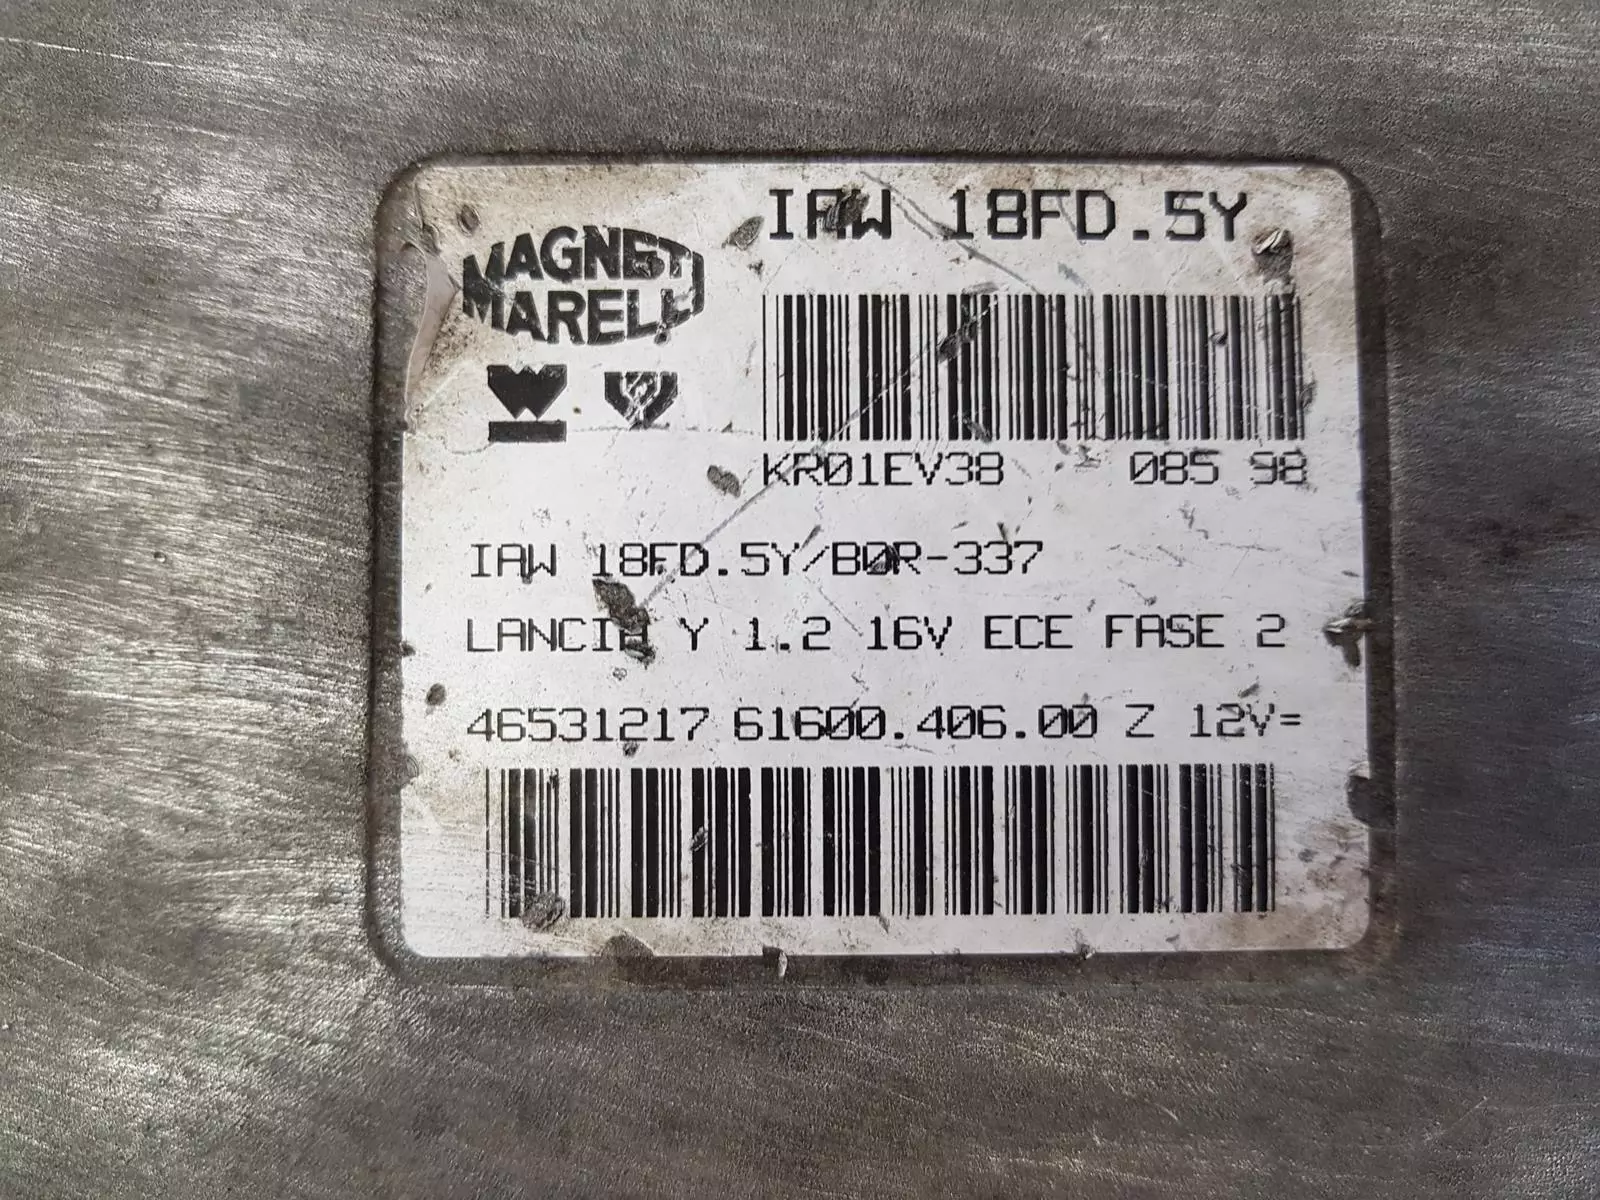 IAW 18FD.5Y
MAGNETI
MARELLI
KR01EV38 085 98
IAW 18FD.5Y/B0R-337
LANCIA Y 1.2 16V ECE FASE 2
46531217 61600.406.00 Z 12V=